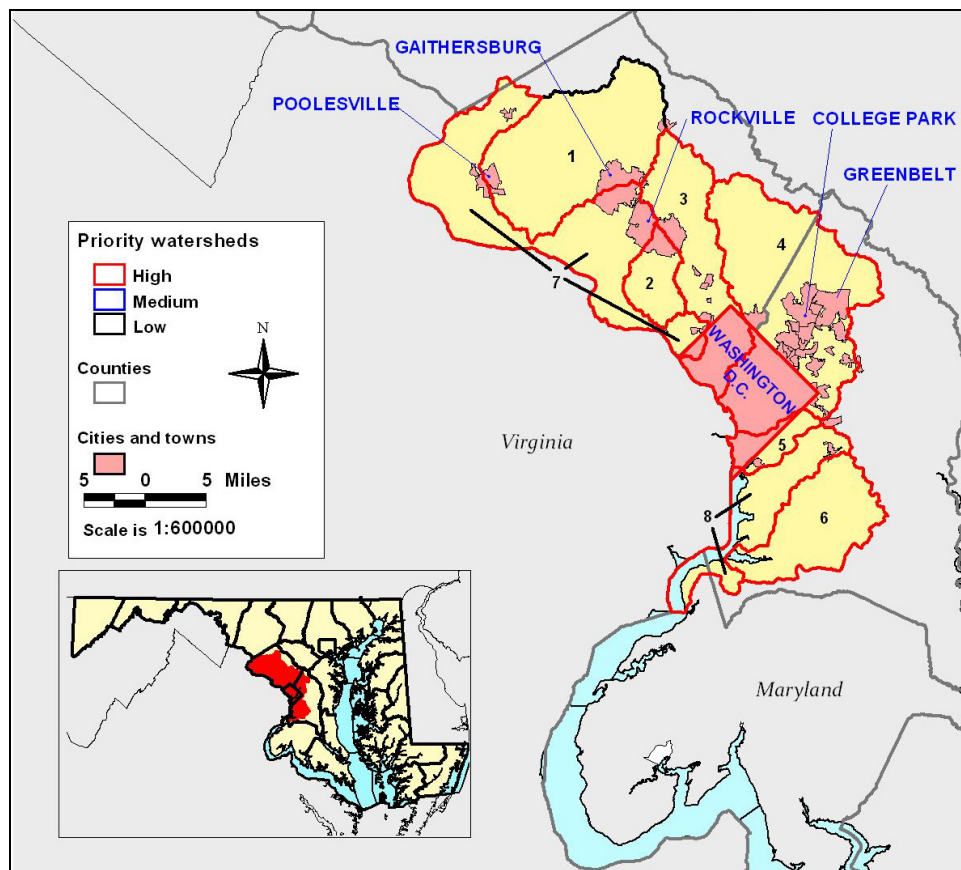 GAITHERSBURG
POOLESVILLE
ROCKVILLE
COLLEGE PARK
GREENBELT
1
3
4
2
7
WASHINGTON
D.C.
5
6
8
Virginia
Maryland
Priority watersheds
High
Medium
Low
N
Counties
Cities and towns
5 0 5 Miles
Scale is 1:600000